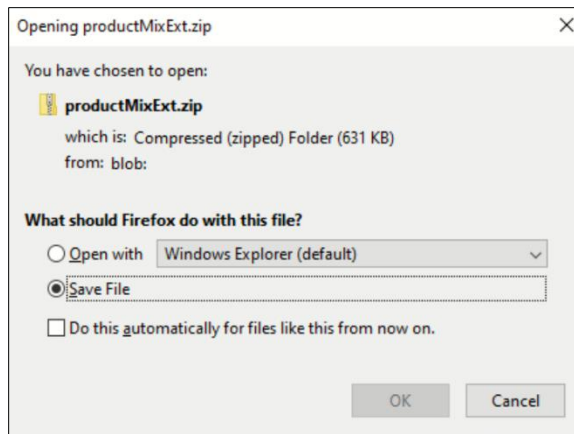 Opening productMixExt.zip
You have chosen to open:
productMixExt.zip
which is: Compressed (zipped) Folder (631 KB)
from: blob:
What should Firefox do with this file?
Open with Windows Explorer (default)
Save File
Do this automatically for files like this from now on.
OK Cancel